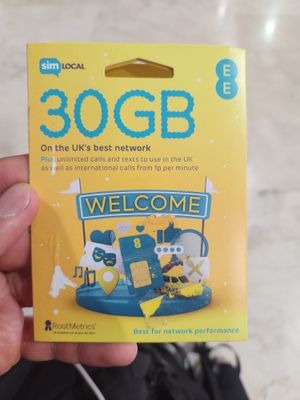 sim LOCAL
EE
30GB
On the UK's best network
Plus unlimited calls and texts to use in the UK
as well as international calls from 1p per minute
WELCOME
TAXI
RootMetrics®
Best for network performance